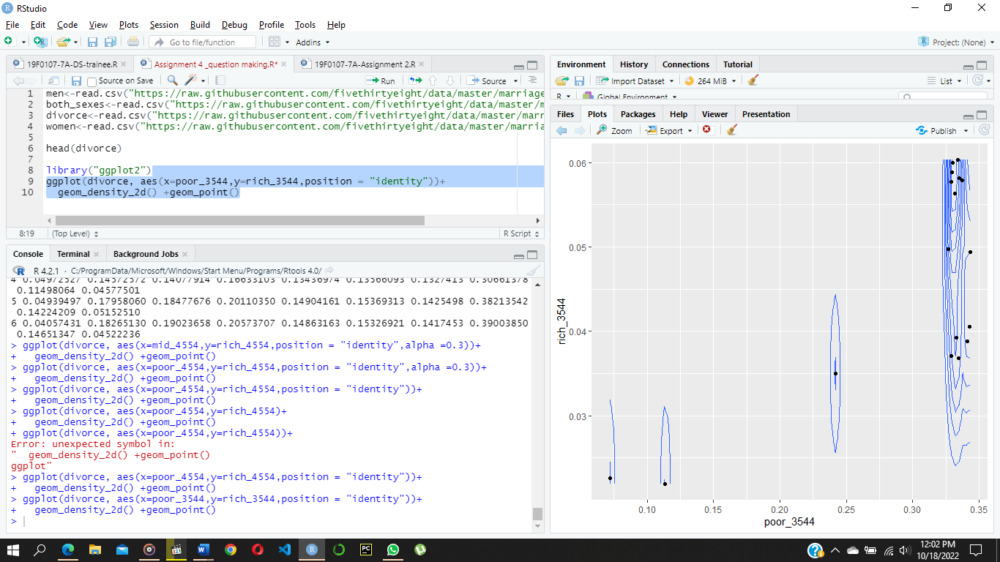 RStudio
File Edit Code View Plots Session Build Debug Profile Tools Help
Go to file/function Addins Project: (None)
19F0107-7A-DS-trainee.R Assignment 4 _question making.R* 19F0107-7A-Assignment 2.R
Source on Save Run Source
1 men<-read.csv("https://raw.githubusercontent.com/fivethirtyeight/data/master/marriage
2 both_sexes<-read.csv("https://raw.githubusercontent.com/fivethirtyeight/data/master/
3 divorce<-read.csv("https://raw.githubusercontent.com/fivethirtyeight/data/master/marr
4 women<-read.csv("https://raw.githubusercontent.com/fivethirtyeight/data/master/marria
5
6 head(divorce)
7
8 library("ggplot2")
9 ggplot(divorce, aes(x=poor_3544,y=rich_3544,position = "identity"))+
10 geom_density_2d() +geom_point()
8:19 (Top Level) R Script
Console Terminal Background Jobs
R 4.2.1 · C:/ProgramData/Microsoft/Windows/Start Menu/Programs/Rtools 4.0/
4 0.04972527 0.14572572 0.14077914 0.16633103 0.13436974 0.13566093 0.1327413 0.30661378
0.11498064 0.04577501
5 0.04939497 0.17958060 0.18477676 0.20110350 0.14904161 0.15369313 0.1425498 0.38213542
0.14224209 0.05152510
6 0.04057431 0.18265130 0.19023658 0.20573707 0.14863163 0.15326921 0.1417453 0.39003850
0.14651347 0.04522236
> ggplot(divorce, aes(x=mid_4554,y=rich_4554,position = "identity",alpha =0.3))+
+ geom_density_2d() +geom_point()
> ggplot(divorce, aes(x=poor_4554,y=rich_4554,position = "identity",alpha =0.3))+
+ geom_density_2d() +geom_point()
> ggplot(divorce, aes(x=poor_4554,y=rich_4554,position = "identity"))+
+ geom_density_2d() +geom_point()
> ggplot(divorce, aes(x=poor_4554,y=rich_4554)+
+ geom_density_2d() +geom_point()
+ ggplot(divorce, aes(x=poor_4554,y=rich_4554))+
Error: unexpected symbol in:
" geom_density_2d() +geom_point()
ggplot"
> ggplot(divorce, aes(x=poor_4554,y=rich_4554,position = "identity"))+
+ geom_density_2d() +geom_point()
> ggplot(divorce, aes(x=poor_3544,y=rich_3544,position = "identity"))+
+ geom_density_2d() +geom_point()
>
Environment History Connections Tutorial
Import Dataset 264 MiB List
R Global Environment
Files Plots Packages Help Viewer Presentation
Zoom Export Publish
0.06
0.05
0.04
0.03
rich_3544
0.10 0.15 0.20 0.25 0.30 0.35
poor_3544
12:02 PM
10/18/2022